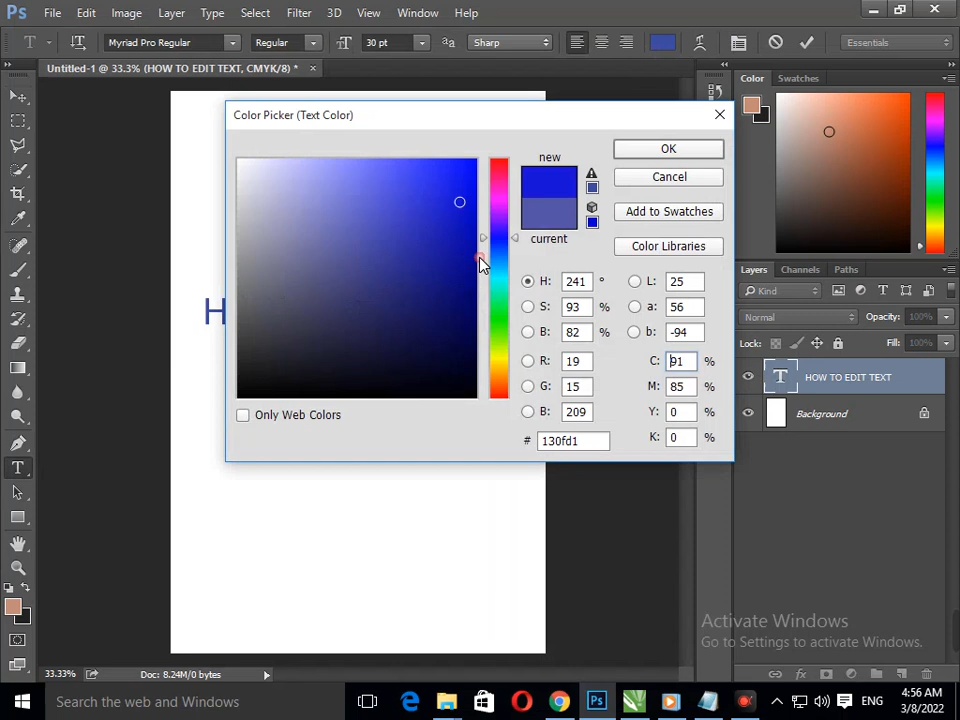 Ps File Edit Image Layer Type Select Filter 3D View Window Help
T Myriad Pro Regular Regular 30 pt aa Sharp Essentials
Untitled-1 @ 33.3% (HOW TO EDIT TEXT, CMYK/8) * ×
Color Swatches
Color Picker (Text Color)
new
OK
Cancel
Add to Swatches
current
Color Libraries
H: 241 ° L: 25
S: 93 % a: 56
B: 82 % b: -94
R: 19 C: 91 %
G: 15 M: 85 %
B: 209 Y: 0 %
# 130fd1 K: 0 %
Only Web Colors
H
Layers Channels Paths
Kind
Normal Opacity: 100%
Lock: Fill: 100%
T HOW TO EDIT TEXT
Background
Activate Windows
Go to Settings to activate Windows.
33.33% Doc: 8.24M/0 bytes
Search the web and Windows
ENG
4:56 AM
3/8/2022